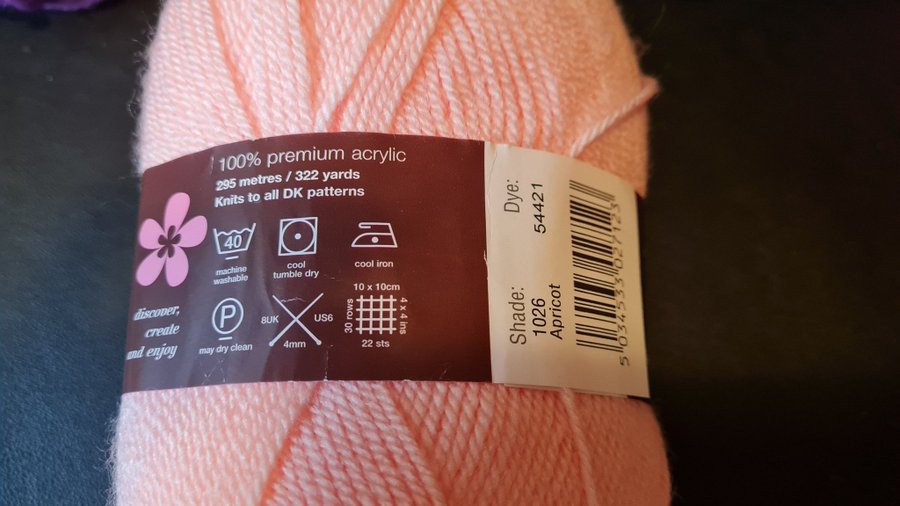 100% premium acrylic
295 metres / 322 yards
Knits to all DK patterns
40
machine
washable
cool
tumble dry
cool iron
discover,
create
and enjoy
P
may dry clean
8UK
US6
4mm
10 x 10cm
30 rows
4 x 4 ins
22 sts
Dye:
54421
Shade:
1026
Apricot
5 034533 027123